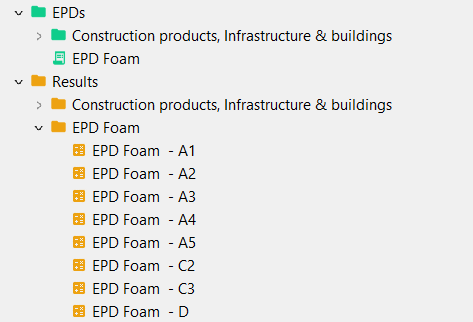 EPDs
Construction products, Infrastructure & buildings
EPD Foam
Results
Construction products, Infrastructure & buildings
EPD Foam
EPD Foam - A1
EPD Foam - A2
EPD Foam - A3
EPD Foam - A4
EPD Foam - A5
EPD Foam - C2
EPD Foam - C3
EPD Foam - D